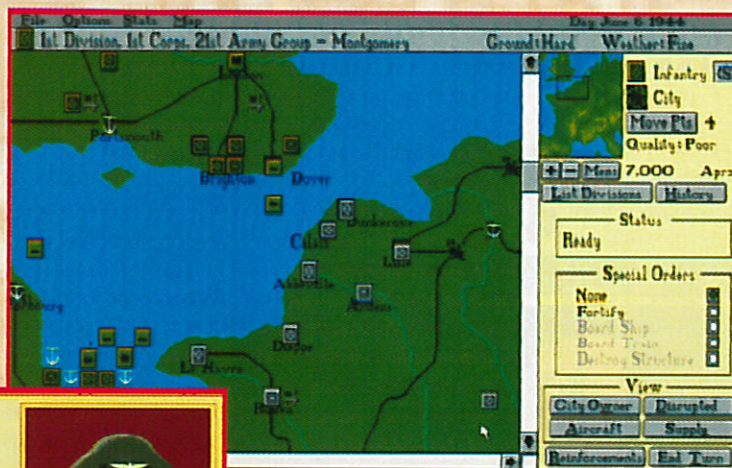 File Options Stats Map Day June 6 1944
1st Division, 1st Corps, 21st Army Group - Montgomery Ground:Hard Weather:Fine
London
Portsmouth
Brighton Dover
Dunkerque
Calais
Lille
Abbeville
Amiens
Dieppe
Le Havre
Rouen
Infantry
City
Move Pts 4
Quality: Poor
+ - Mens 7,000
List Divisions History
Status
Ready
Special Orders
None
Fortify
Board Ship
Board Train
Destroy Structure
View
City Owner Disrupted
Aircraft Supply
Reinforcements End Turn